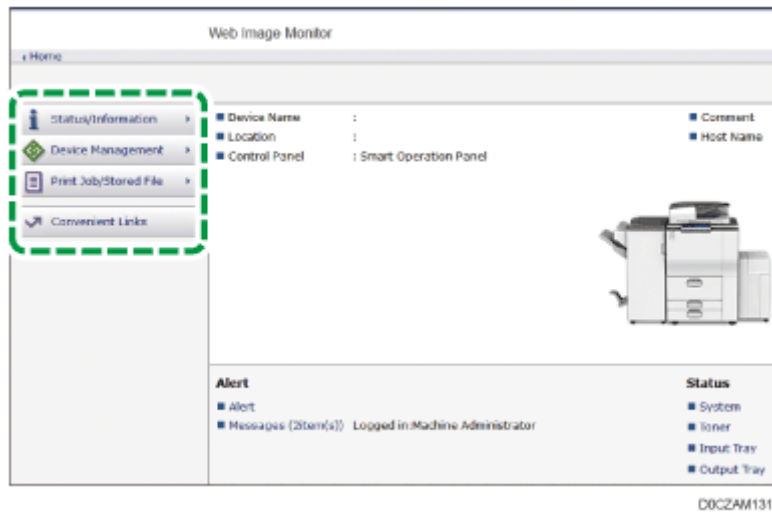 Web Image Monitor
Home
Status/Information
Device Management
Print Job/Stored File
Convenient Links
Device Name :
Location :
Control Panel : Smart Operation Panel
Comment
Host Name
Alert
Alert
Messages (2item(s)) Logged in:Machine Administrator
Status
System
Toner
Input Tray
Output Tray
D0CZAM131